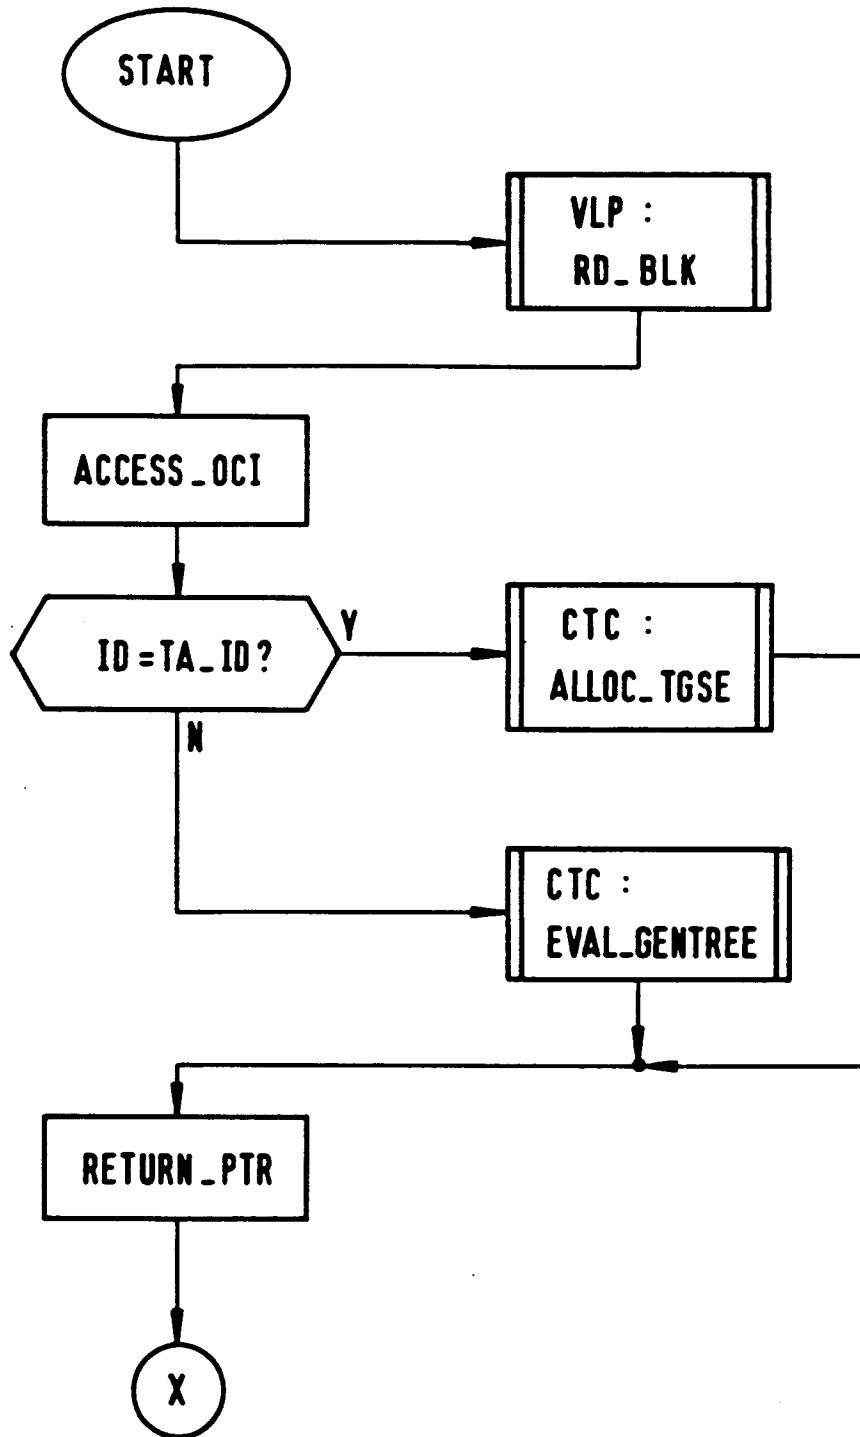 START
VLP :
RD_BLK
ACCESS_OCI
ID=TA_ID?
Y
CTC :
ALLOC_TGSE
N
CTC :
EVAL_GENTREE
RETURN_PTR
X